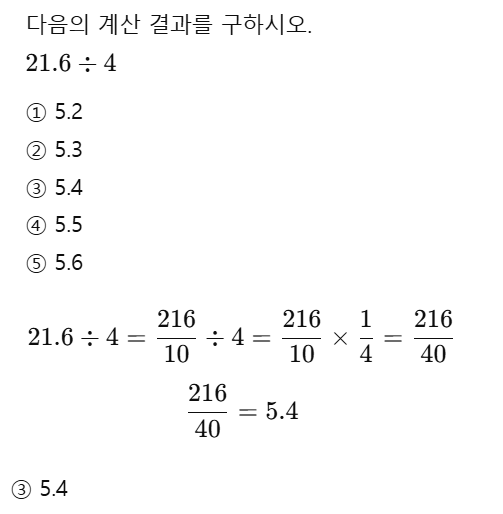 다음의 계산 결과를 구하시오.
21.6 ÷ 4
① 5.2
② 5.3
③ 5.4
④ 5.5
⑤ 5.6
21.6 ÷ 4 = 216/10 ÷ 4 = 216/10 × 1/4 = 216/40
216/40 = 5.4
③ 5.4